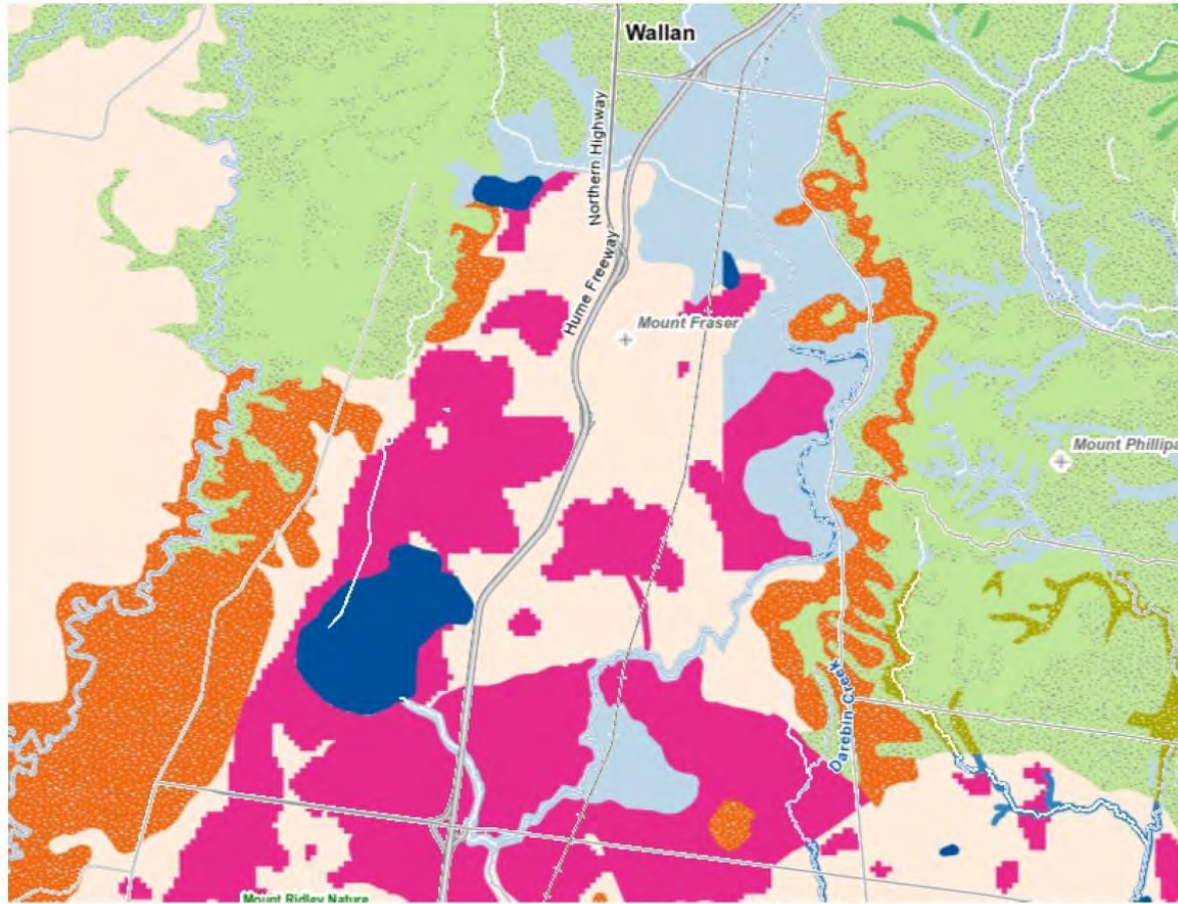 Wallan
Northern Highway
Hume Freeway
Mount Fraser
Mount Phillipa
Darebin Creek
Mount Ridley Nature